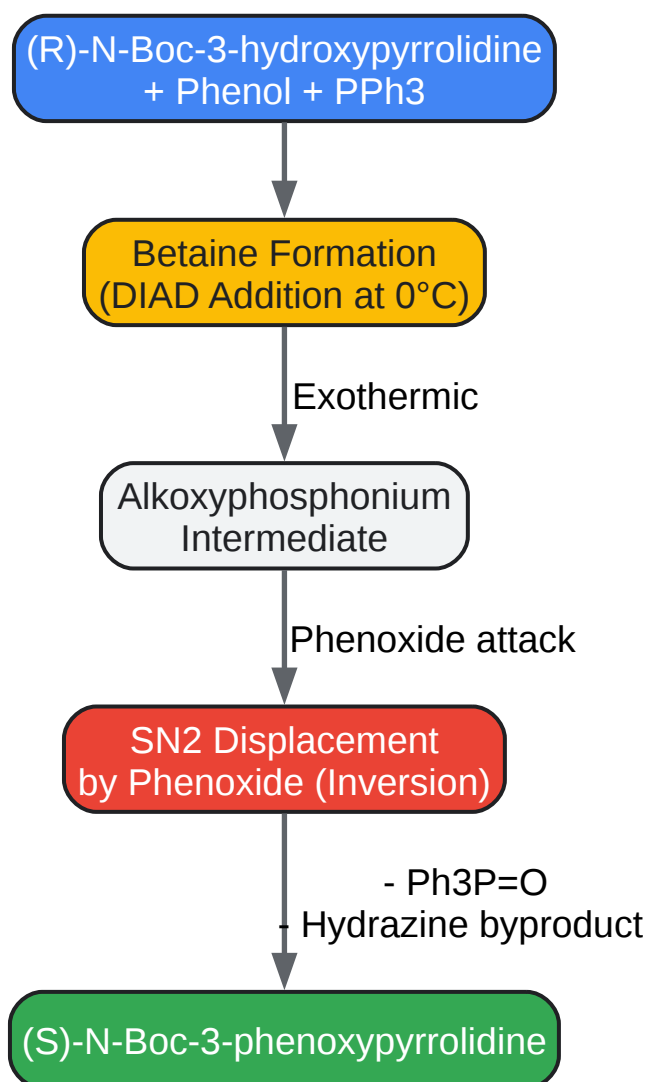 (R)-N-Boc-3-hydroxypyrrolidine
+ Phenol + PPh3
Betaine Formation
(DIAD Addition at 0°C)
Exothermic
Alkoxyphosphonium
Intermediate
Phenoxide attack
SN2 Displacement
by Phenoxide (Inversion)
- Ph3P=O
- Hydrazine byproduct
(S)-N-Boc-3-phenoxypyrrolidine